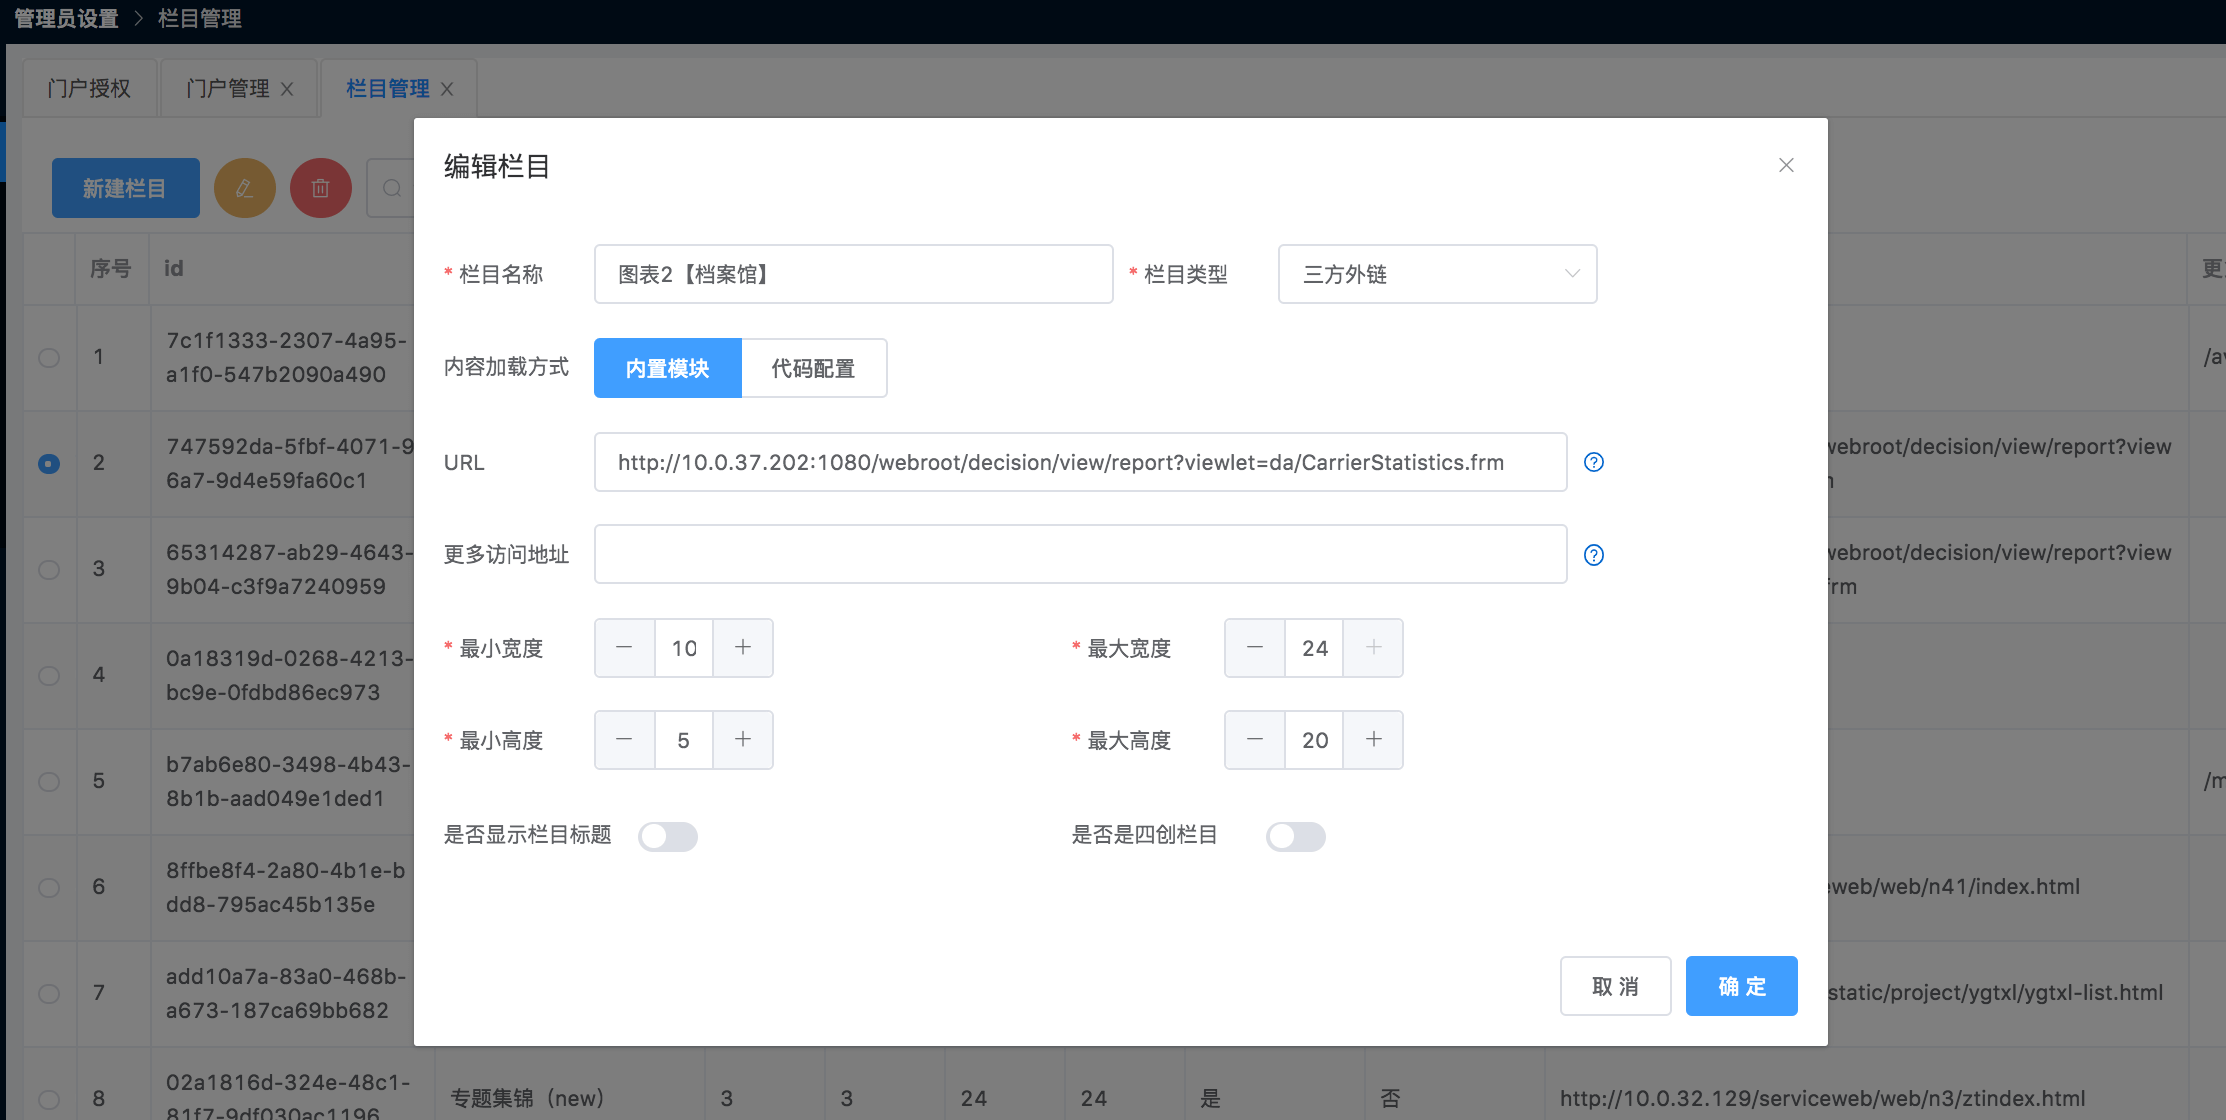 管理员设置 > 栏目管理
门户授权 门户管理 栏目管理
编辑栏目
新建栏目
* 栏目名称 图表2【档案馆】 * 栏目类型 三方外链
内容加载方式 内置模块 代码配置
URL http://10.0.37.202:1080/webroot/decision/view/report?viewlet=da/CarrierStatistics.frm
更多访问地址
* 最小宽度 10 * 最大宽度 24
* 最小高度 5 * 最大高度 20
是否显示栏目标题 是否是四创栏目
取 消 确 定
序号 id 更
1 7c1f1333-2307-4a95-
a1f0-547b2090a490 /a
2 747592da-5fbf-4071-9 webroot/decision/view/report?view
6a7-9d4e59fa60c1
3 65314287-ab29-4643- webroot/decision/view/report?view
9b04-c3f9a7240959 frm
4 0a18319d-0268-4213-
bc9e-0fdbd86ec973
5 b7ab6e80-3498-4b43-
8b1b-aad049e1ded1 /m
6 8ffbe8f4-2a80-4b1e-b eweb/web/n41/index.html
dd8-795ac45b135e
7 add10a7a-83a0-468b- static/project/ygtxl/ygtxl-list.html
a673-187ca69bb682
8 02a1816d-324e-48c1- 专题集锦（new） 3 3 24 24 是 否 http://10.0.32.129/serviceweb/web/n3/ztindex.html
81f7-9df030ac1196